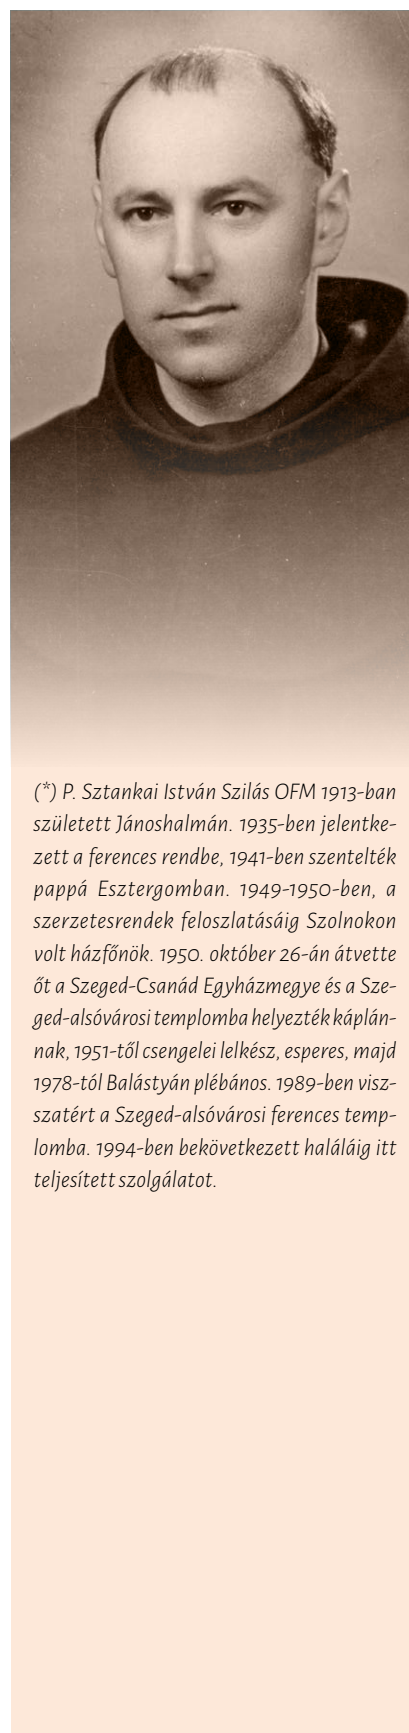 (*) P. Sztankai István Szilás OFM 1913-ban
született Jánoshalmán. 1935-ben jelentke-
zett a ferences rendbe, 1941-ben szentelték
pappá Esztergomban. 1949-1950-ben, a
szerzetesrendek feloszlatásáig Szolnokon
volt házfőnök. 1950. október 26-án átvette
őt a Szeged-Csanád Egyházmegye és a Sze-
ged-alsóvárosi templomba helyezték káplán-
nak, 1951-től csengelei lelkész, esperes, majd
1978-tól Balástyán plébános. 1989-ben visz-
szatért a Szeged-alsóvárosi ferences temp-
lomba. 1994-ben bekövetkezett haláláig itt
teljesített szolgálatot.